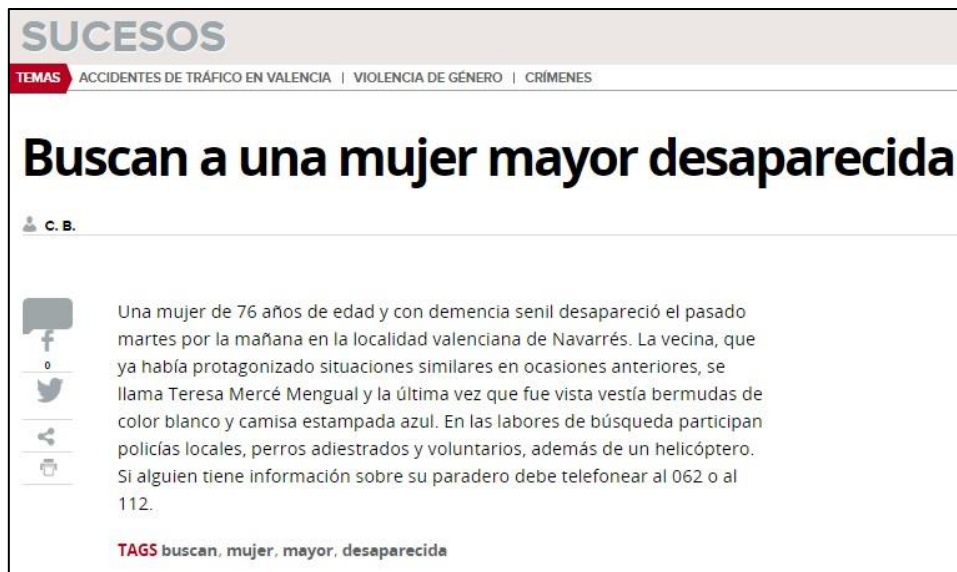 SUCESOS
TEMAS ACCIDENTES DE TRÁFICO EN VALENCIA | VIOLENCIA DE GÉNERO | CRÍMENES
Buscan a una mujer mayor desaparecida
C. B.
0
Una mujer de 76 años de edad y con demencia senil desapareció el pasado
martes por la mañana en la localidad valenciana de Navarrés. La vecina, que
ya había protagonizado situaciones similares en ocasiones anteriores, se
llama Teresa Mercé Mengual y la última vez que fue vista vestía bermudas de
color blanco y camisa estampada azul. En las labores de búsqueda participan
policías locales, perros adiestrados y voluntarios, además de un helicóptero.
Si alguien tiene información sobre su paradero debe telefonear al 062 o al
112.
TAGS buscan, mujer, mayor, desaparecida